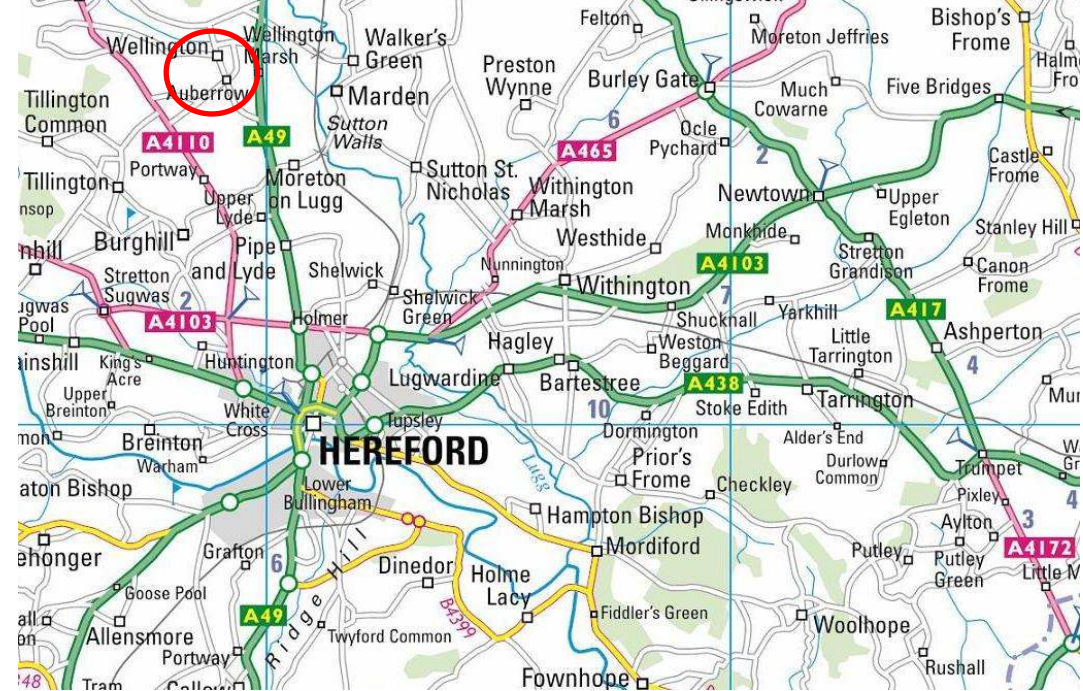 Felton
Bishop's
Frome
Wellington
Wellington
Marsh
Walker's
Green
Moreton Jeffries
Preston
Wynne
Burley Gate
Much
Cowarne
Five Bridges
Auberrow
Marden
Tillington
Common
Sutton
Walls
6
Ocle
Pychard
A4110
A49
A465
2
Castle
Frome
Portway
Sutton St.
Nicholas
Tillington
Moreton
on Lugg
Withington
Marsh
Newtown
Upper
Lyde
Upper
Egleton
Burghill
Pipe
and Lyde
Westhide
Monkhide
Stanley Hill
Stretton
Grandison
Stretton
Sugwas
Shelwick
Nunnington
A4103
Canon
Frome
2
Withington
7
Shelwick
Green
A4103
Holmer
Shucknall
Yarkhill
A417
Pool
Ashperton
Hagley
Weston
Beggard
Little
Tarrington
King's
Acre
Huntington
4
Lugwardine
Bartestree
A438
Upper
Breinton
White
Cross
10
Stoke Edith
Tarrington
Tupsley
Dormington
Breinton
HEREFORD
Alder's End
Warham
Prior's
Frome
Durlow
Common
Trumpet
Lugg
Lower
Bullingham
Checkley
Pixley
4
Hampton Bishop
Aylton
3
Grafton
Mordiford
Putley
A4172
6
Dinedor
Putley
Green
Holme
Lacy
Goose Pool
A49
Ridge Hill
B4399
Fiddler's Green
Allensmore
Twyford Common
Woolhope
Portway
Rushall
Fownhope
Callow
Tram